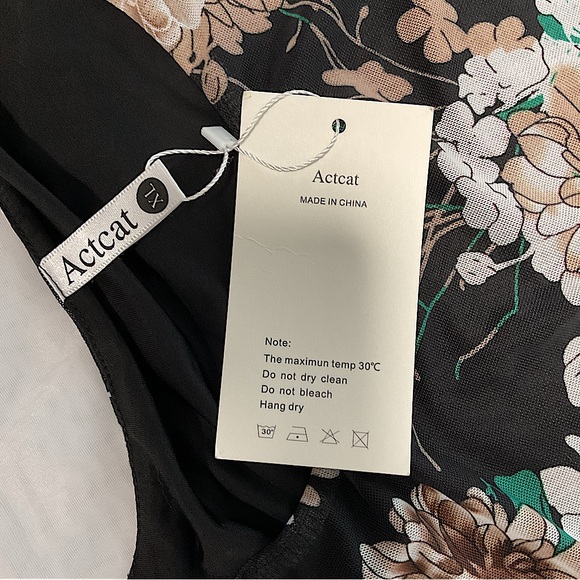 Actcat
MADE IN CHINA
Actcat XL
Note:
The maximun temp 30℃
Do not dry clean
Do not bleach
Hang dry
30°